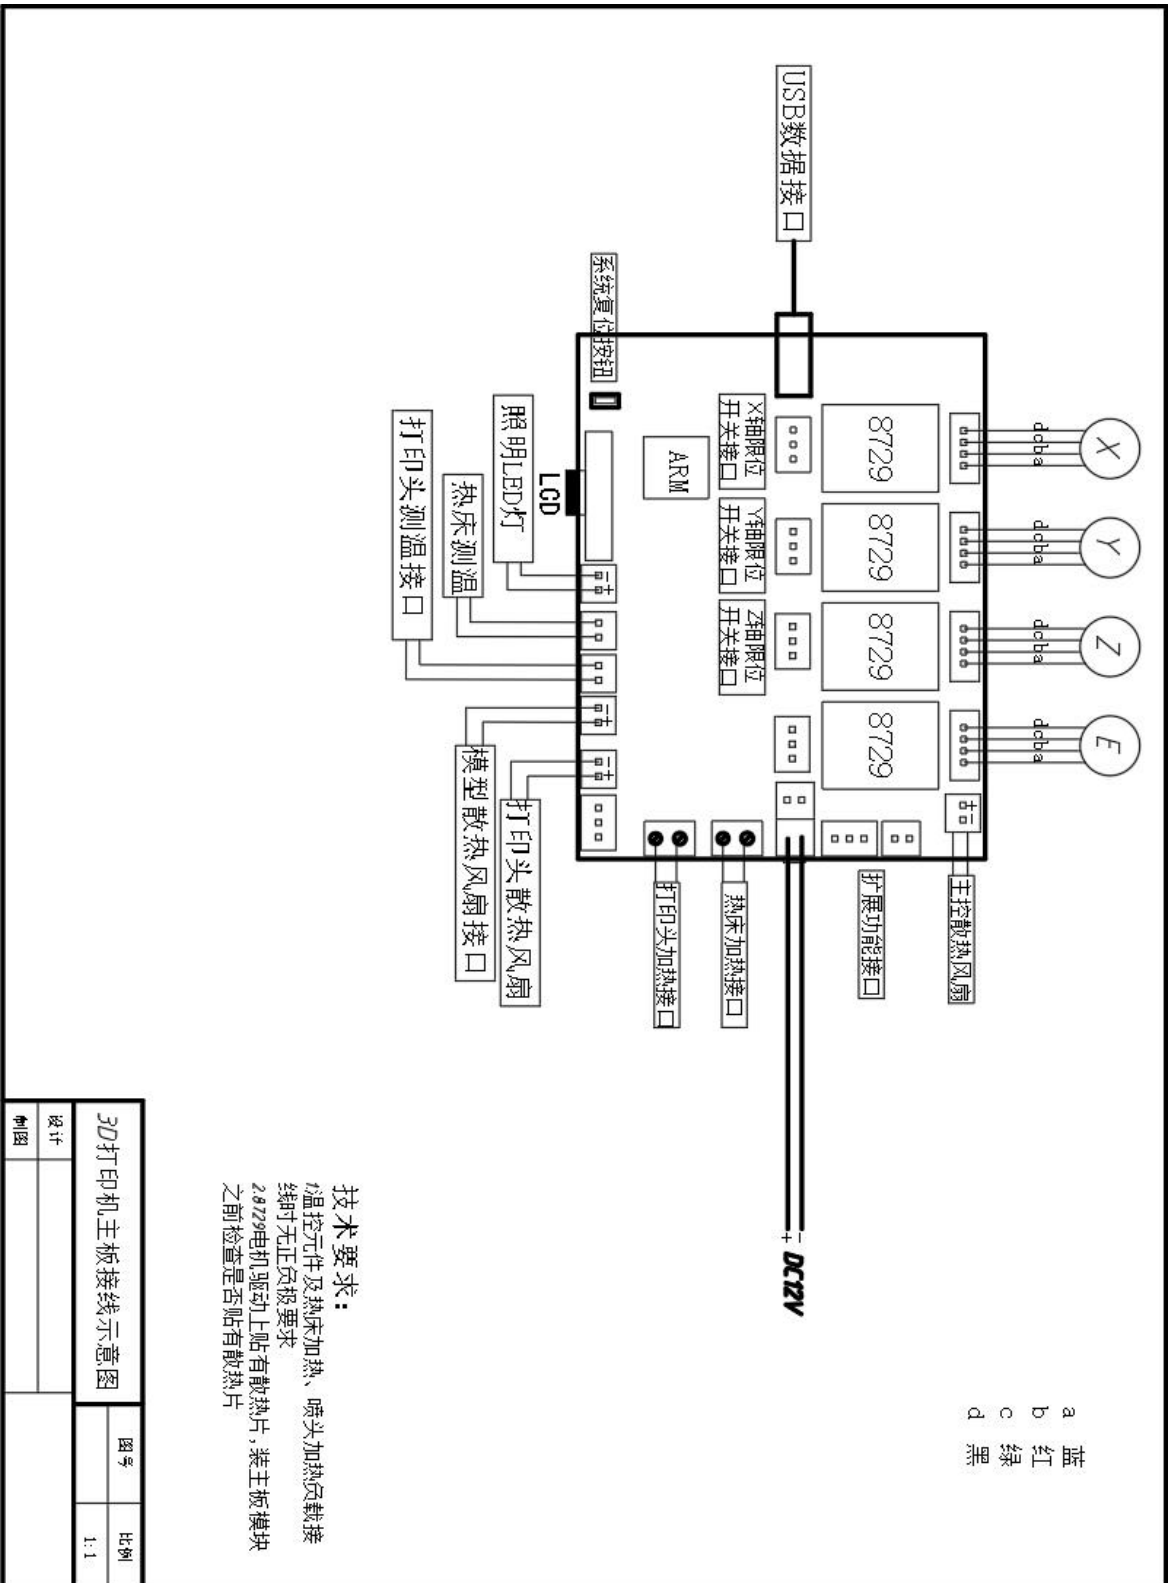 X
Y
Z
E
dcba
dcba
dcba
dcba
a 蓝
b 红
c 绿
d 黑
8729
8729
8729
8729
USB数据接口
X轴限位
开关接口
Y轴限位
开关接口
Z轴限位
开关接口
ARM
系统复位按钮
LCD
主控散热风扇
扩展功能接口
- +
DC12V
热床加热接口
打印头加热接口
照明LED灯
热床测温
打印头测温接口
打印头散热风扇
模型散热风扇接口
技术要求：
1温控元件及热床加热、喷头加热负载接
线时无正负极要求
2.8729电机驱动上贴有散热片,装主板模块
之前检查是否贴有散热片
3D打印机主板接线示意图
图号
比例
1:1
设计
制图